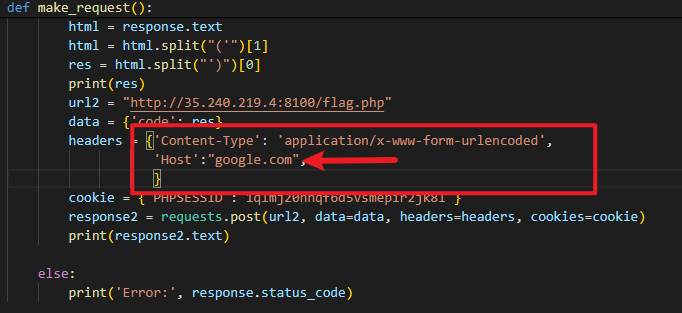 def make_request():
html = response.text
html = html.split("('")[1]
res = html.split("')")[0]
print(res)
url2 = "http://35.240.219.4:8100/flag.php"
data = {'code': res}
headers = {'Content-Type': 'application/x-www-form-urlencoded',
'Host':"google.com",
}
cookie = { 'PHPSESSID':
response2 = requests.post(url2, data=data, headers=headers, cookies=cookie)
print(response2.text)
else:
print('Error:', response.status_code)